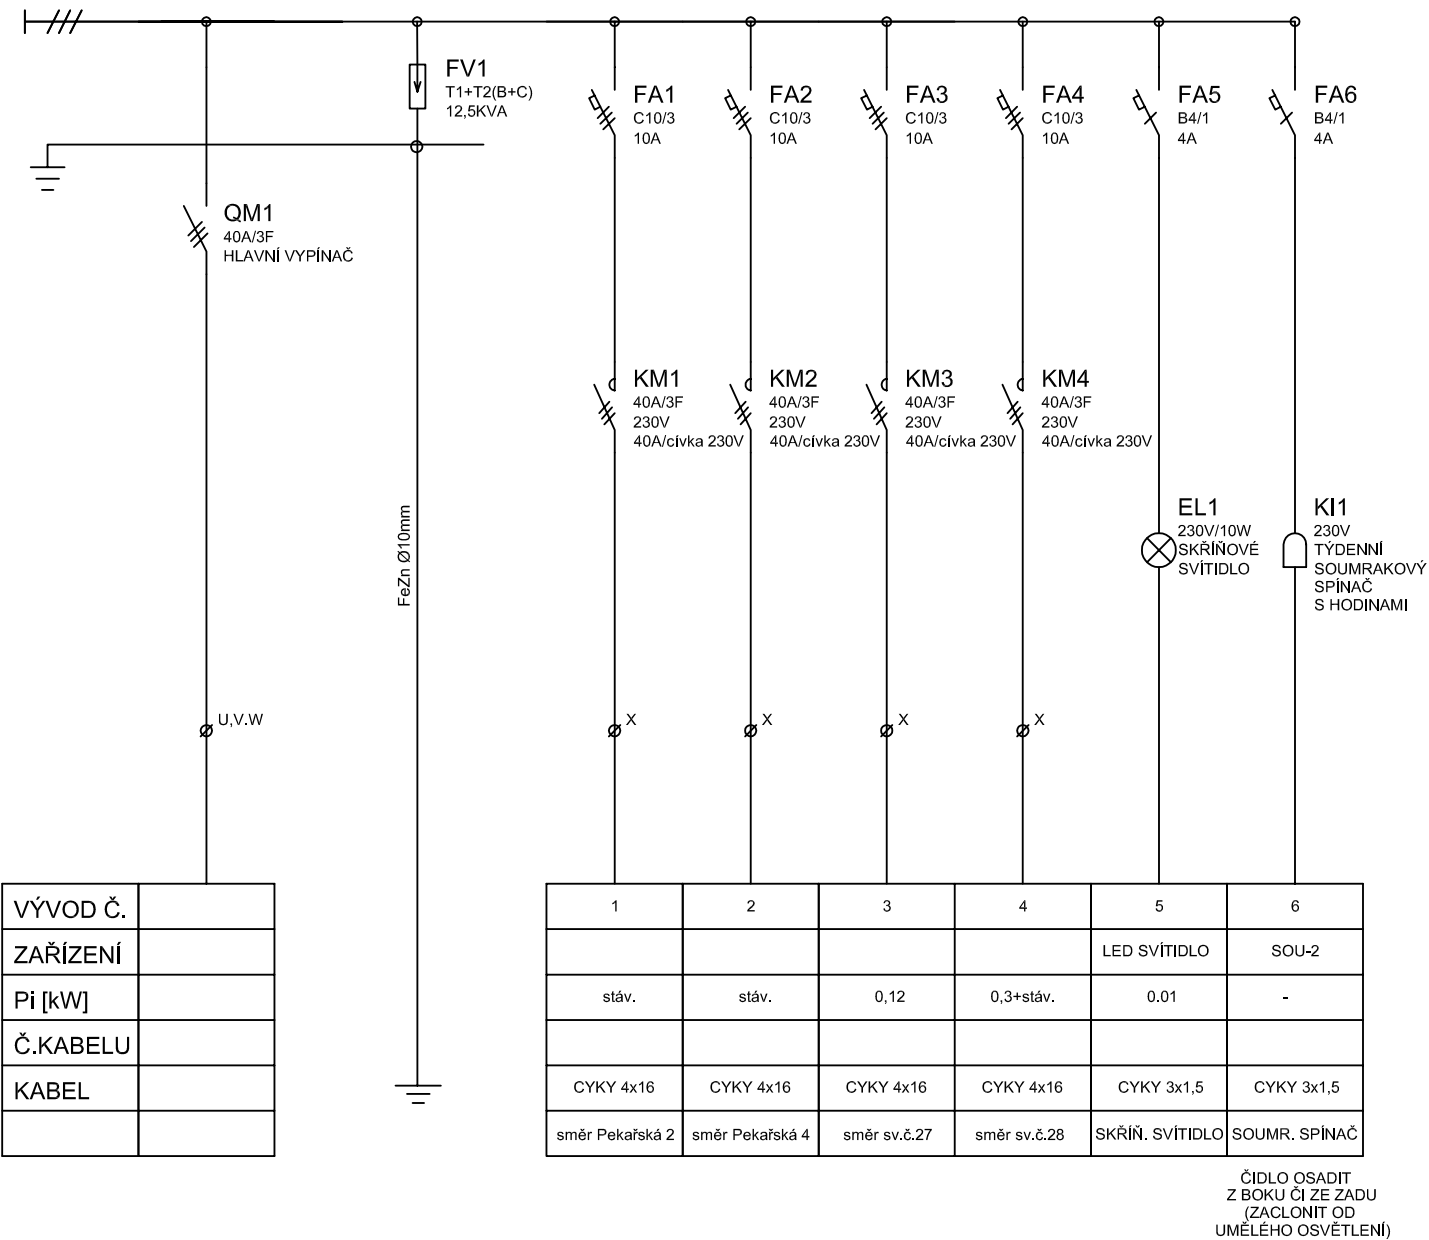 FV1
T1+T2(B+C)
12,5KVA
FA1
C10/3
10A
FA2
C10/3
10A
FA3
C10/3
10A
FA4
C10/3
10A
FA5
B4/1
4A
FA6
B4/1
4A
QM1
40A/3F
HLAVNÍ VYPÍNAČ
KM1
40A/3F
230V
40A/cívka 230V
KM2
40A/3F
230V
40A/cívka 230V
KM3
40A/3F
230V
40A/cívka 230V
KM4
40A/3F
230V
40A/cívka 230V
FeZn Ø10mm
EL1
230V/10W
SKŘÍŇOVÉ
SVÍTIDLO
KI1
230V
TÝDENNÍ
SOUMRAKOVÝ
SPÍNAČ
S HODINAMI
U,V.W
X
X
X
X
VÝVOD Č.
1
2
3
4
5
6
ZAŘÍZENÍ
LED SVÍTIDLO
SOU-2
Pi [kW]
stáv.
stáv.
0,12
0,3+stáv.
0.01
-
Č.KABELU
KABEL
CYKY 4x16
CYKY 4x16
CYKY 4x16
CYKY 4x16
CYKY 3x1,5
CYKY 3x1,5
směr Pekařská 2
směr Pekařská 4
směr sv.č.27
směr sv.č.28
SKŘÍŇ. SVÍTIDLO
SOUMR. SPÍNAČ
ČIDLO OSADIT
Z BOKU ČI ZE ZADU
(ZACLONIT OD
UMĚLÉHO OSVĚTLENÍ)